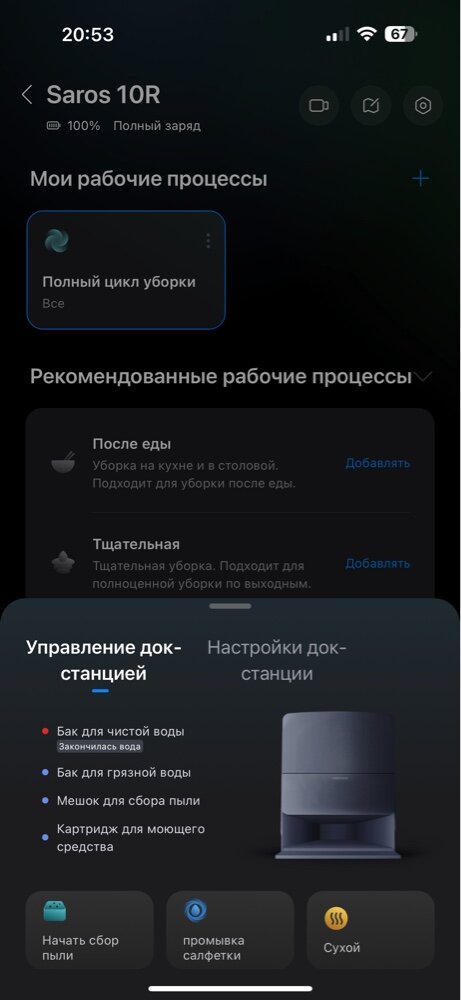 20:53
67
Saros 10R
100% Полный заряд
Мои рабочие процессы
Полный цикл уборки
Все
Рекомендованные рабочие процессы
После еды
Уборка на кухне и в столовой.
Подходит для уборки после еды.
Добавлять
Тщательная
Тщательная уборка. Подходит для
полноценной уборки по выходным.
Добавлять
Управление док-
станцией
Настройки док-
станции
Бак для чистой воды
Закончилась вода
Бак для грязной воды
Мешок для сбора пыли
Картридж для моющего
средства
Начать сбор
пыли
промывка
салфетки
Сухой